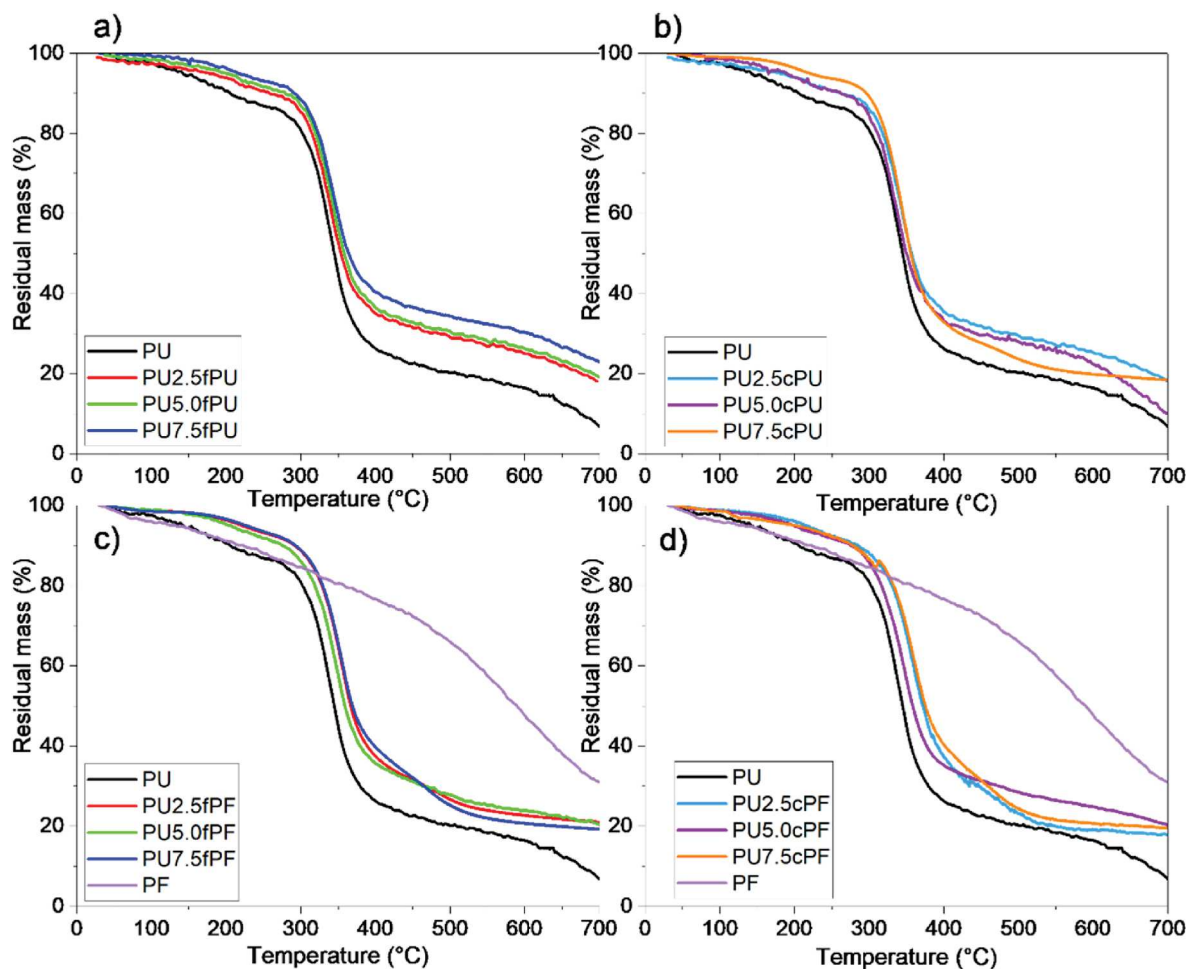 a)
100
80
60
40
20
0
Residual mass (%)
PU
PU2.5fPU
PU5.0fPU
PU7.5fPU
0 100 200 300 400 500 600 700
Temperature (°C)
b)
100
80
60
40
20
0
Residual mass (%)
PU
PU2.5cPU
PU5.0cPU
PU7.5cPU
0 100 200 300 400 500 600 700
Temperature (°C)
c)
100
80
60
40
20
0
Residual mass (%)
PU
PU2.5fPF
PU5.0fPF
PU7.5fPF
PF
0 100 200 300 400 500 600 700
Temperature (°C)
d)
100
80
60
40
20
0
Residual mass (%)
PU
PU2.5cPF
PU5.0cPF
PU7.5cPF
PF
0 100 200 300 400 500 600 700
Temperature (°C)